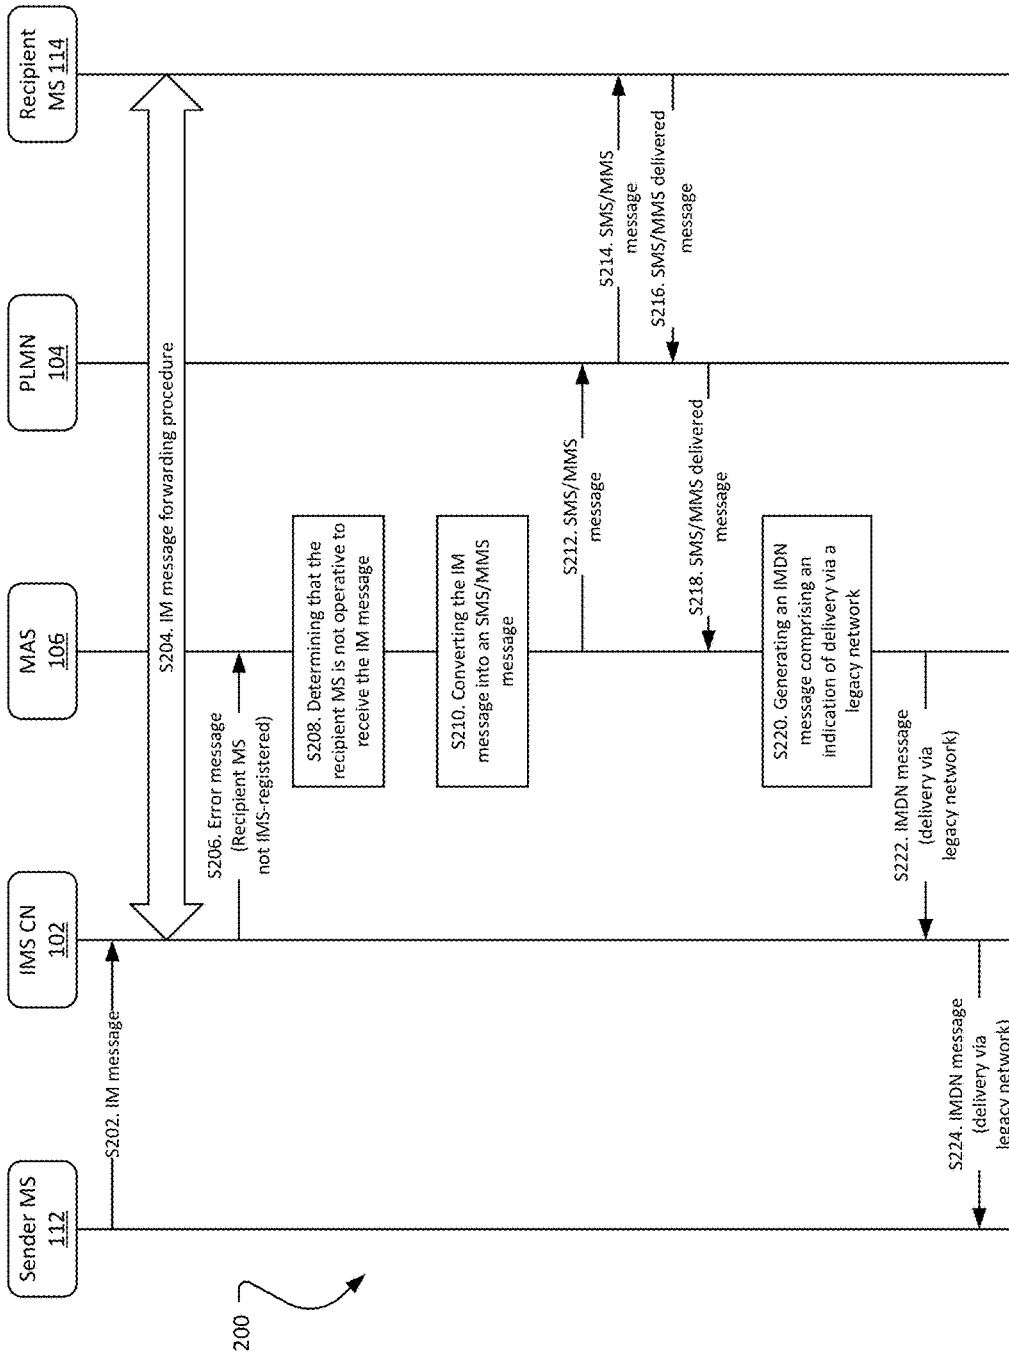 Sender MS
112
IMS CN
102
MAS
106
PLMN
104
Recipient
MS 114
200
S202. IM message
S204. IM message forwarding procedure
S206. Error message
(Recipient MS
not IMS-registered)
S208. Determining that the
recipient MS is not operative to
receive the IM message
S210. Converting the IM
message into an SMS/MMS
message
S212. SMS/MMS
message
S214. SMS/MMS
message
S216. SMS/MMS delivered
message
S218. SMS/MMS delivered
message
S220. Generating an IMDN
message comprising an
indication of delivery via a
legacy network
S222. IMDN message
(delivery via
legacy network)
S224. IMDN message
(delivery via
legacy network)